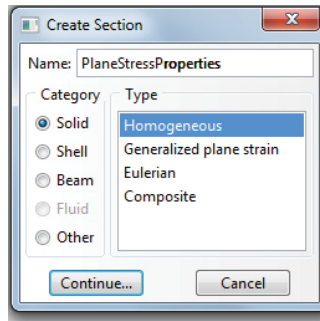 Create Section
Name: PlaneStressProperties
Category
Type
Solid
Shell
Beam
Fluid
Other
Homogeneous
Generalized plane strain
Eulerian
Composite
Continue...
Cancel